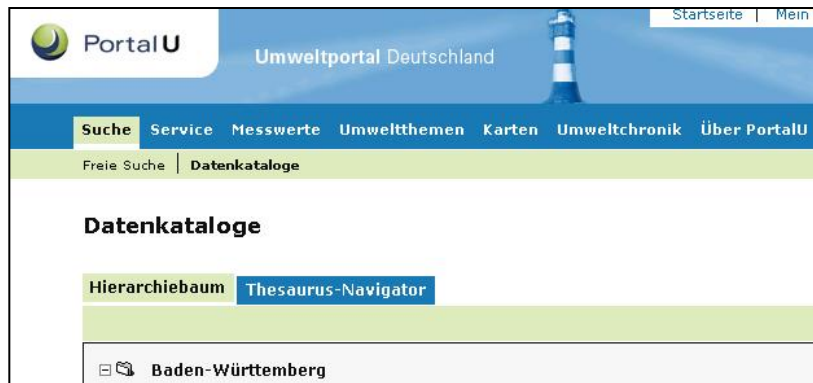 Startseite | Mein
PortalU
Umweltportal Deutschland
Suche Service Messwerte Umweltthemen Karten Umweltchronik Über PortalU
Freie Suche | Datenkataloge
Datenkataloge
Hierarchiebaum Thesaurus-Navigator
Baden-Württemberg